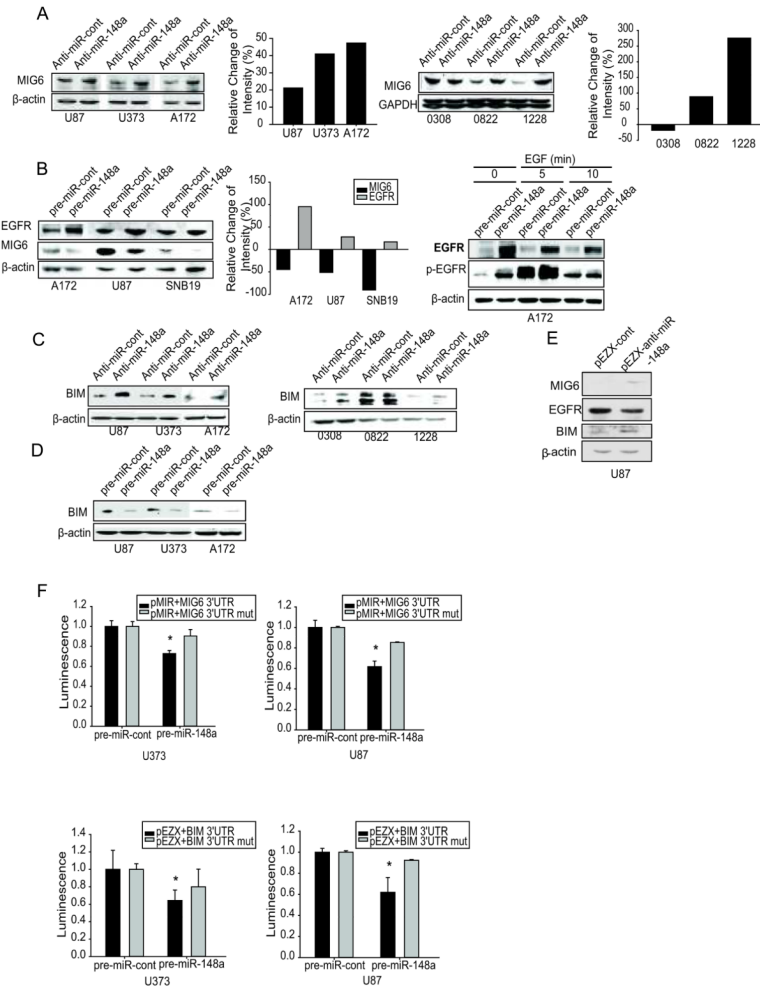 A
Anti-miR-cont
Anti-miR-148a
Anti-miR-cont
Anti-miR-148a
Anti-miR-cont
Anti-miR-148a
MIG6
β-actin
U87 U373 A172
Relative Change of
Intensity (%)
50
40
30
20
10
0
U87 U373 A172
Anti-miR-cont
Anti-miR-148a
Anti-miR-cont
Anti-miR-148a
Anti-miR-cont
Anti-miR-148a
MIG6
GAPDH
0308 0822 1228
Relative Change of
Intensity (%)
300
250
200
150
100
50
0
-50
0308 0822 1228
B
pre-miR-cont
pre-miR-148a
pre-miR-cont
pre-miR-148a
pre-miR-cont
pre-miR-148a
EGFR
MIG6
β-actin
A172 U87 SNB19
Relative Change of
Intensity (%)
150
100
50
0
-50
-100
MIG6
EGFR
A172 U87 SNB19
EGF (min)
0 5 10
pre-miR-cont
pre-miR-148a
pre-miR-cont
pre-miR-148a
pre-miR-cont
pre-miR-148a
EGFR
p-EGFR
β-actin
A172
C
Anti-miR-cont
Anti-miR-148a
Anti-miR-cont
Anti-miR-148a
Anti-miR-cont
Anti-miR-148a
BIM
β-actin
U87 U373 A172
Anti-miR-cont
Anti-miR-148a
Anti-miR-cont
Anti-miR-148a
Anti-miR-cont
Anti-miR-148a
BIM
β-actin
0308 0822 1228
E
pEZX-cont
pEZX-anti-miR
-148a
MIG6
EGFR
BIM
β-actin
U87
D
pre-miR-cont
pre-miR-148a
pre-miR-cont
pre-miR-148a
pre-miR-cont
pre-miR-148a
BIM
β-actin
U87 U373 A172
F
pMIR+MIG6 3'UTR
pMIR+MIG6 3'UTR mut
Luminescence
1.2
1.0
0.8
0.6
0.4
0.2
0.0
*
pre-miR-cont pre-miR-148a
U373
pMIR+MIG6 3'UTR
pMIR+MIG6 3'UTR mut
Luminescence
1.2
1.0
0.8
0.6
0.4
0.2
0.0
*
pre-miR-cont pre-miR-148a
U87
pEZX+BIM 3'UTR
pEZX+BIM 3'UTR mut
Luminescence
1.4
1.2
1.0
0.8
0.6
0.4
0.2
0.0
*
pre-miR-cont pre-miR-148a
U373
pEZX+BIM 3'UTR
pEZX+BIM 3'UTR mut
Luminescence
1.2
1.0
0.8
0.6
0.4
0.2
0.0
*
pre-miR-cont pre-miR-148a
U87